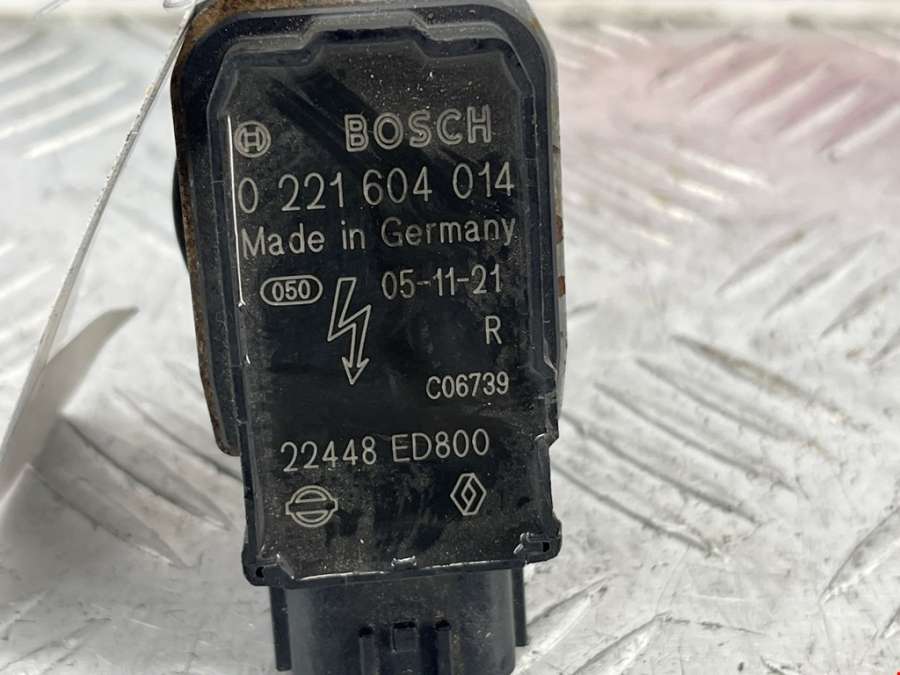 BOSCH
0 221 604 014
Made in Germany
050 05-11-21
R
C06739
22448 ED800